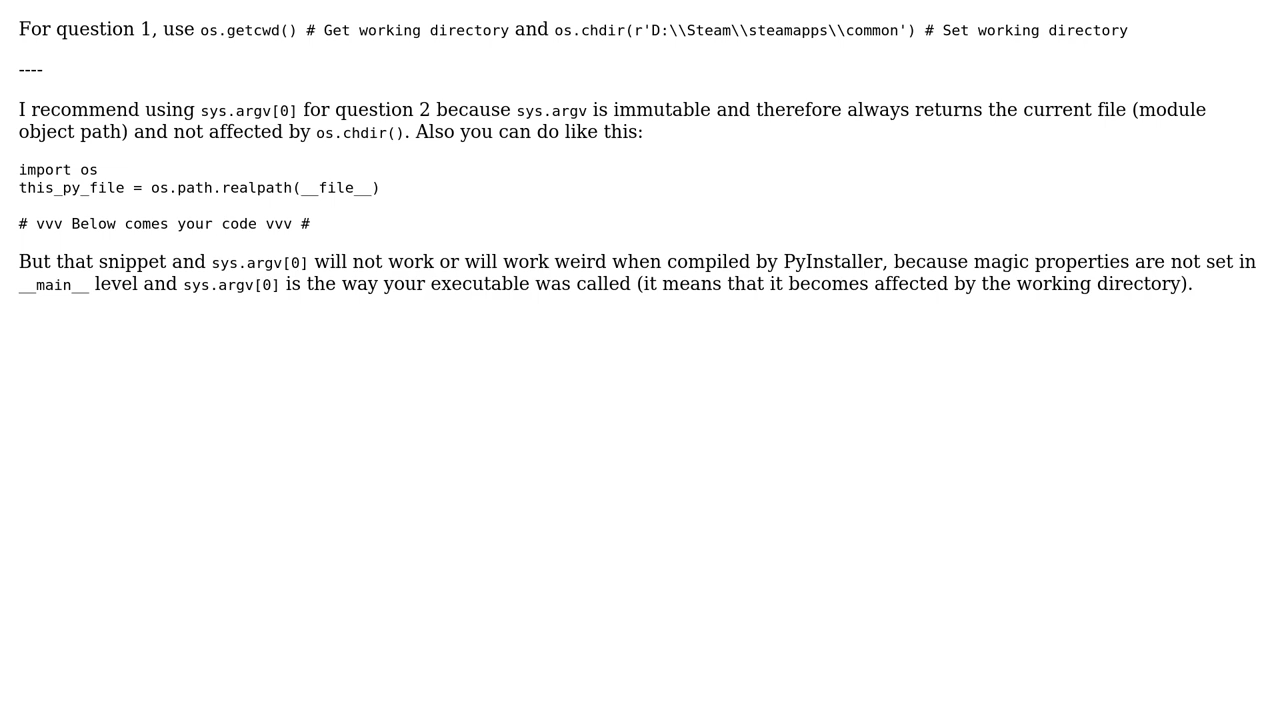 For question 1, use os.getcwd() # Get working directory and os.chdir(r'D:\\Steam\\steamapps\\common') # Set working directory
----
I recommend using sys.argv[0] for question 2 because sys.argv is immutable and therefore always returns the current file (module
object path) and not affected by os.chdir(). Also you can do like this:
import os
this_py_file = os.path.realpath(__file__)
# vvv Below comes your code vvv #
But that snippet and sys.argv[0] will not work or will work weird when compiled by PyInstaller, because magic properties are not set in
__main__ level and sys.argv[0] is the way your executable was called (it means that it becomes affected by the working directory).